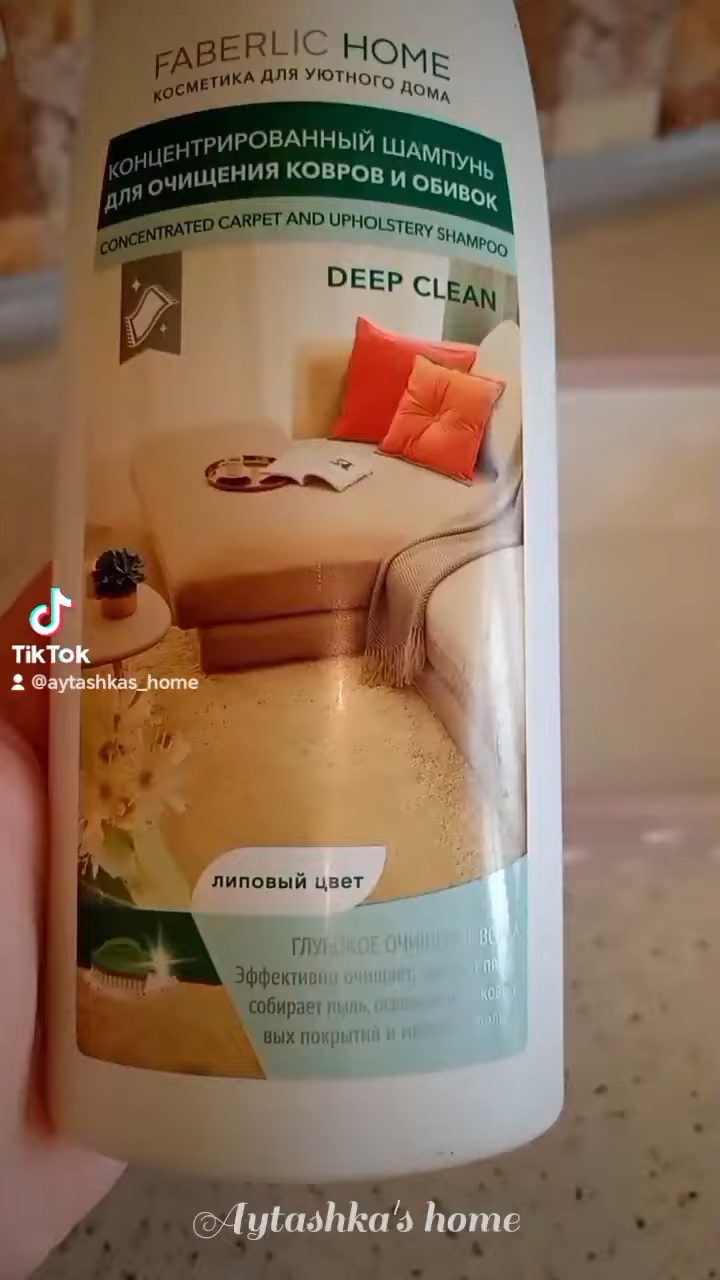 FABERLIC HOME
КОСМЕТИКА ДЛЯ УЮТНОГО ДОМА
КОНЦЕНТРИРОВАННЫЙ ШАМПУНЬ
ДЛЯ ОЧИЩЕНИЯ КОВРОВ И ОБИВОК
CONCENTRATED CARPET AND UPHOLSTERY SHAMPOO
DEEP CLEAN
TikTok
@aytashkas_home
ЛИПОВЫЙ ЦВЕТ
ГЛУБОКОЕ
Эффективно очищает,
собирает пыль,
вых покрытий и
Aytashka's home